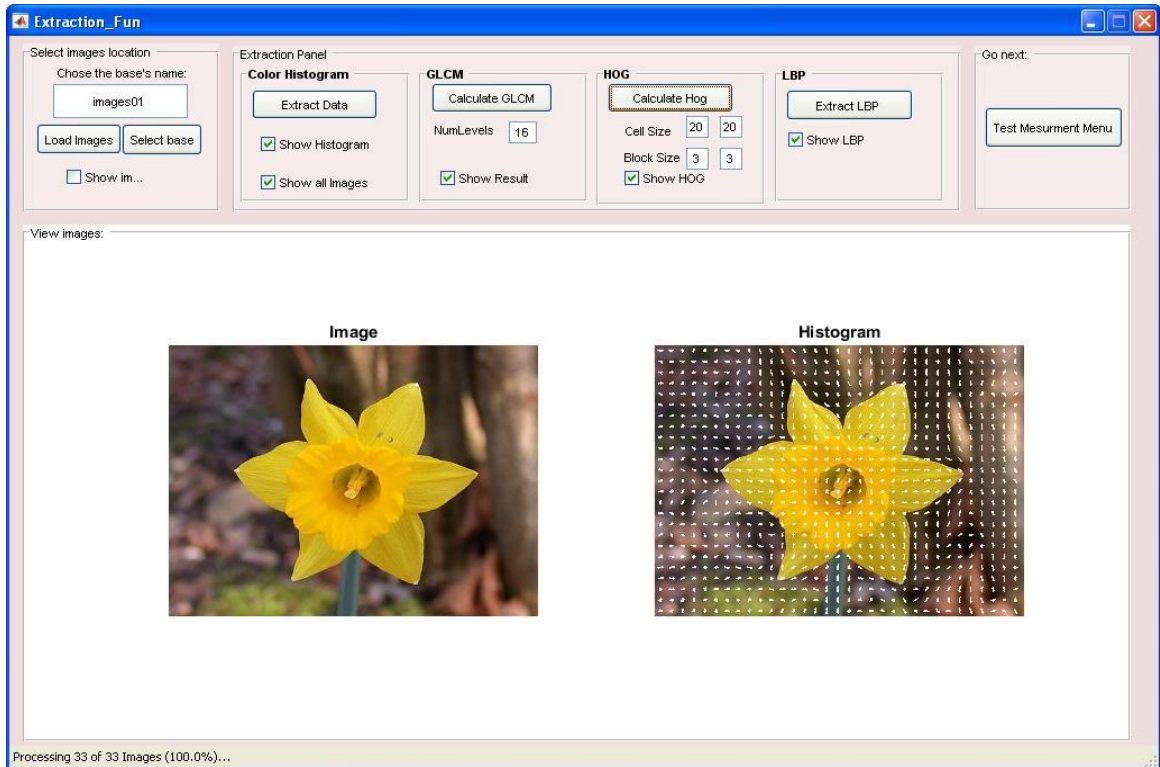 Extraction_Fun
Select images location
Chose the base's name:
images01
Load Images
Select base
Show im...
Extraction Panel
Color Histogram
Extract Data
Show Histogram
Show all Images
GLCM
Calculate GLCM
NumLevels 16
Show Result
HOG
Calculate Hog
Cell Size 20 20
Block Size 3 3
Show HOG
LBP
Extract LBP
Show LBP
Go next:
Test Mesurment Menu
View images:
Image
Histogram
Processing 33 of 33 Images (100.0%)...